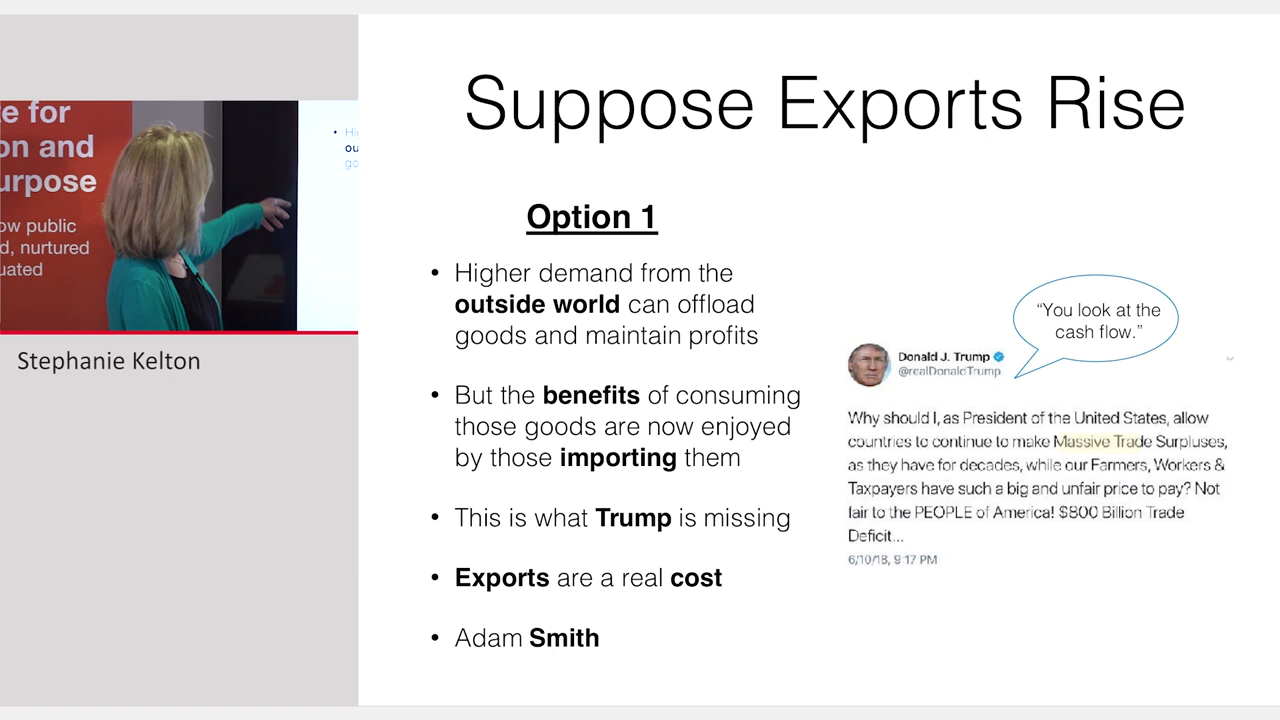 e for
on and
urpose
ow public
d, nurtured
uated
• Hi
ou
go
Stephanie Kelton
Suppose Exports Rise
Option 1
• Higher demand from the
outside world can offload
goods and maintain profits
• But the benefits of consuming
those goods are now enjoyed
by those importing them
• This is what Trump is missing
• Exports are a real cost
• Adam Smith
“You look at the
cash flow.”
Donald J. Trump
@realDonaldTrump
Why should I, as President of the United States, allow
countries to continue to make Massive Trade Surpluses,
as they have for decades, while our Farmers, Workers &
Taxpayers have such a big and unfair price to pay? Not
fair to the PEOPLE of America! $800 Billion Trade
Deficit...
6/10/18, 9:17 PM